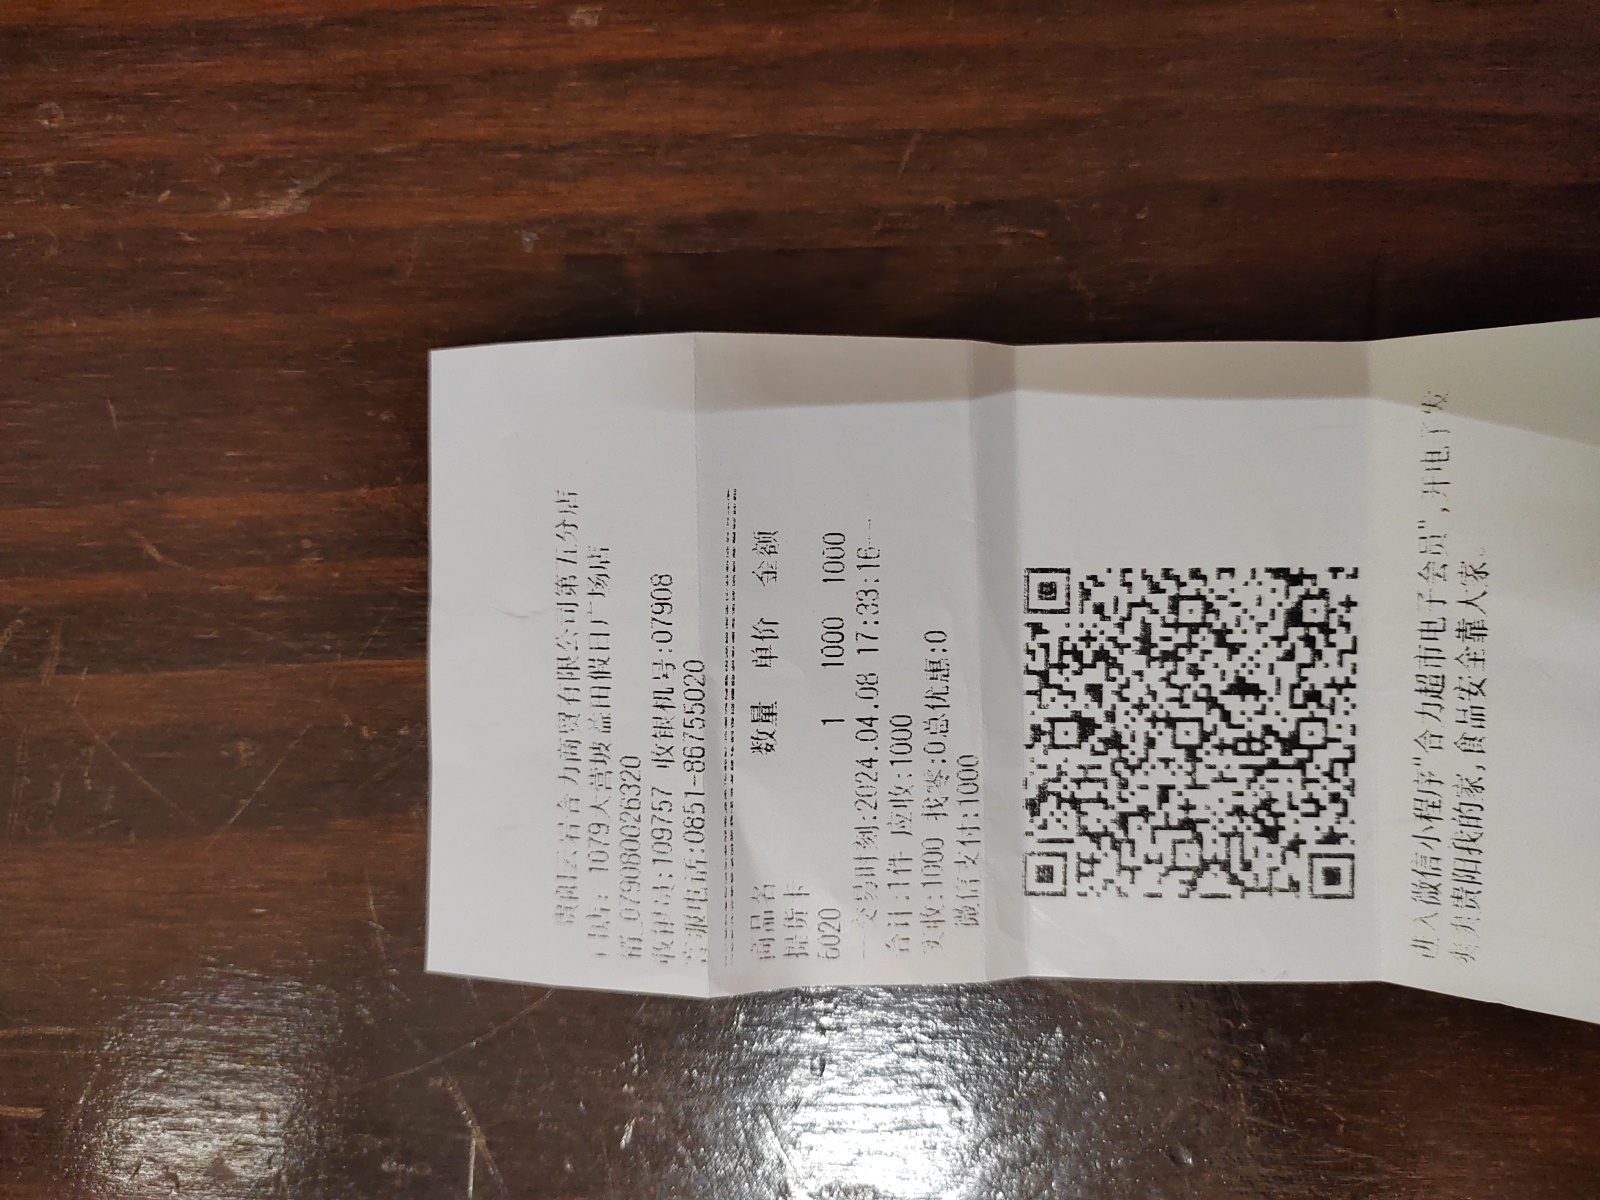 贵阳云岩合力商贸有限公司第五分店
门店: 1079大营坡益田假日广场店
销 0790800026320
收银员:109757 收银机号:07908
客服电话:0851-86755020
商品名 数量 单价 金额
提货卡
6020 1 1000 1000
交易时刻:2024.04.08 17:33:16
合计:1件 应收:1000
实收:1000 找零:0总优惠:0
微信支付:1000
进入微信小程序"合力超市电子会员",开电子发
贵阳我的家,食品安全靠大家。